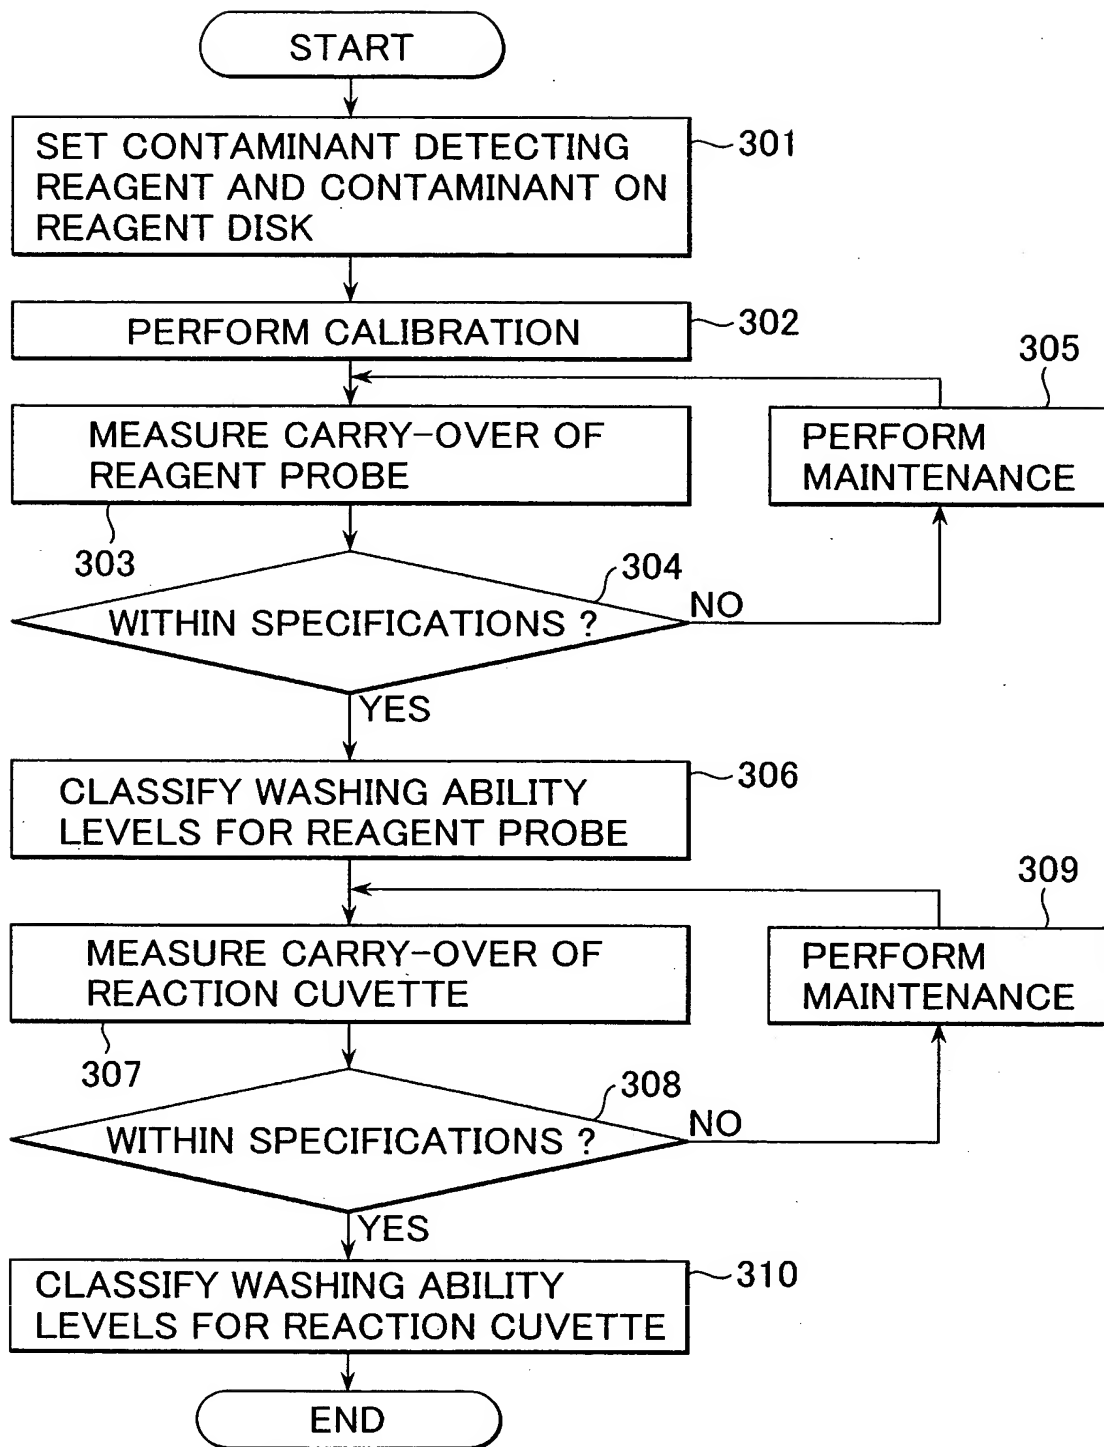 START
SET CONTAMINANT DETECTING
REAGENT AND CONTAMINANT ON
REAGENT DISK
301
PERFORM CALIBRATION
302
305
MEASURE CARRY-OVER OF
REAGENT PROBE
PERFORM
MAINTENANCE
303
304
WITHIN SPECIFICATIONS ?
NO
YES
CLASSIFY WASHING ABILITY
LEVELS FOR REAGENT PROBE
306
309
MEASURE CARRY-OVER OF
REACTION CUVETTE
PERFORM
MAINTENANCE
307
308
WITHIN SPECIFICATIONS ?
NO
YES
CLASSIFY WASHING ABILITY
LEVELS FOR REACTION CUVETTE
310
END